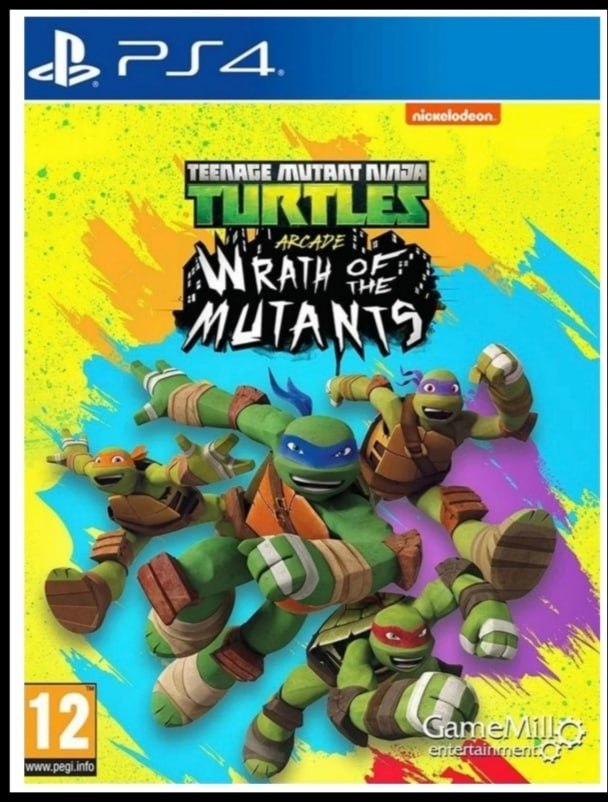 PS4
nickelodeon
TEENAGE MUTANT NINJA
TURTLES
ARCADE
WRATH OF
THE
MUTANTS
12
www.pegi.info
GameMill
entertainment